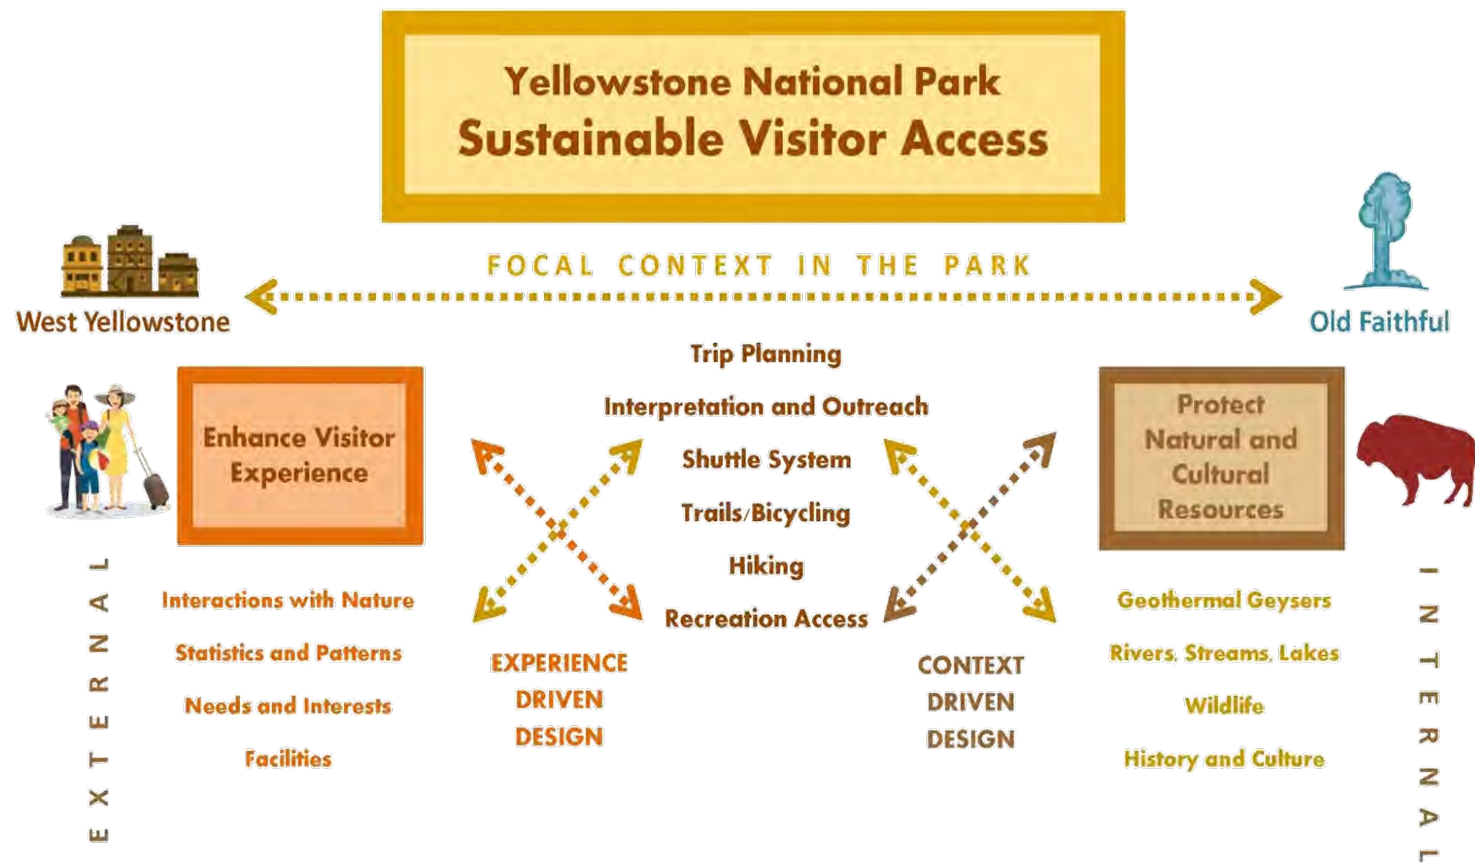 Yellowstone National Park
Sustainable Visitor Access
FOCAL CONTEXT IN THE PARK
West Yellowstone
Old Faithful
Enhance Visitor
Experience
EXTERNAL
Interactions with Nature
Statistics and Patterns
Needs and Interests
Facilities
Trip Planning
Interpretation and Outreach
Shuttle System
Trails/Bicycling
Hiking
Recreation Access
EXPERIENCE
DRIVEN
DESIGN
CONTEXT
DRIVEN
DESIGN
Protect
Natural and
Cultural
Resources
Geothermal Geysers
Rivers, Streams, Lakes
Wildlife
History and Culture
INTERNAL